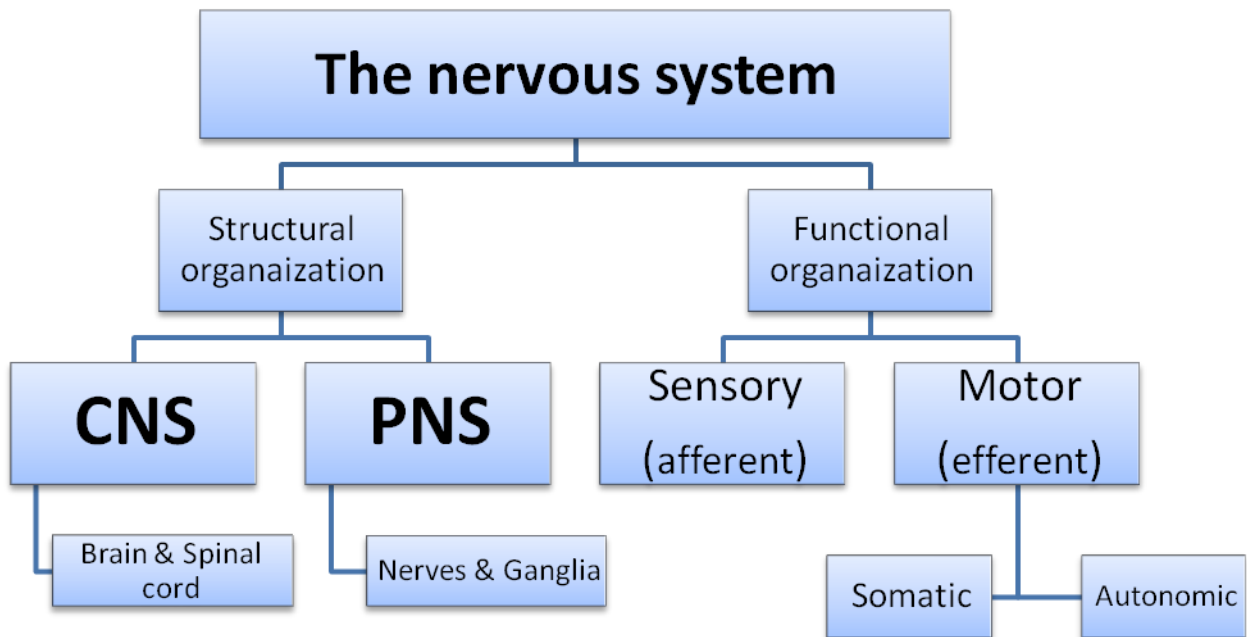 The nervous system
Structural
organaization
Functional
organaization
CNS
PNS
Sensory
(afferent)
Motor
(efferent)
Brain & Spinal
cord
Nerves & Ganglia
Somatic
Autonomic